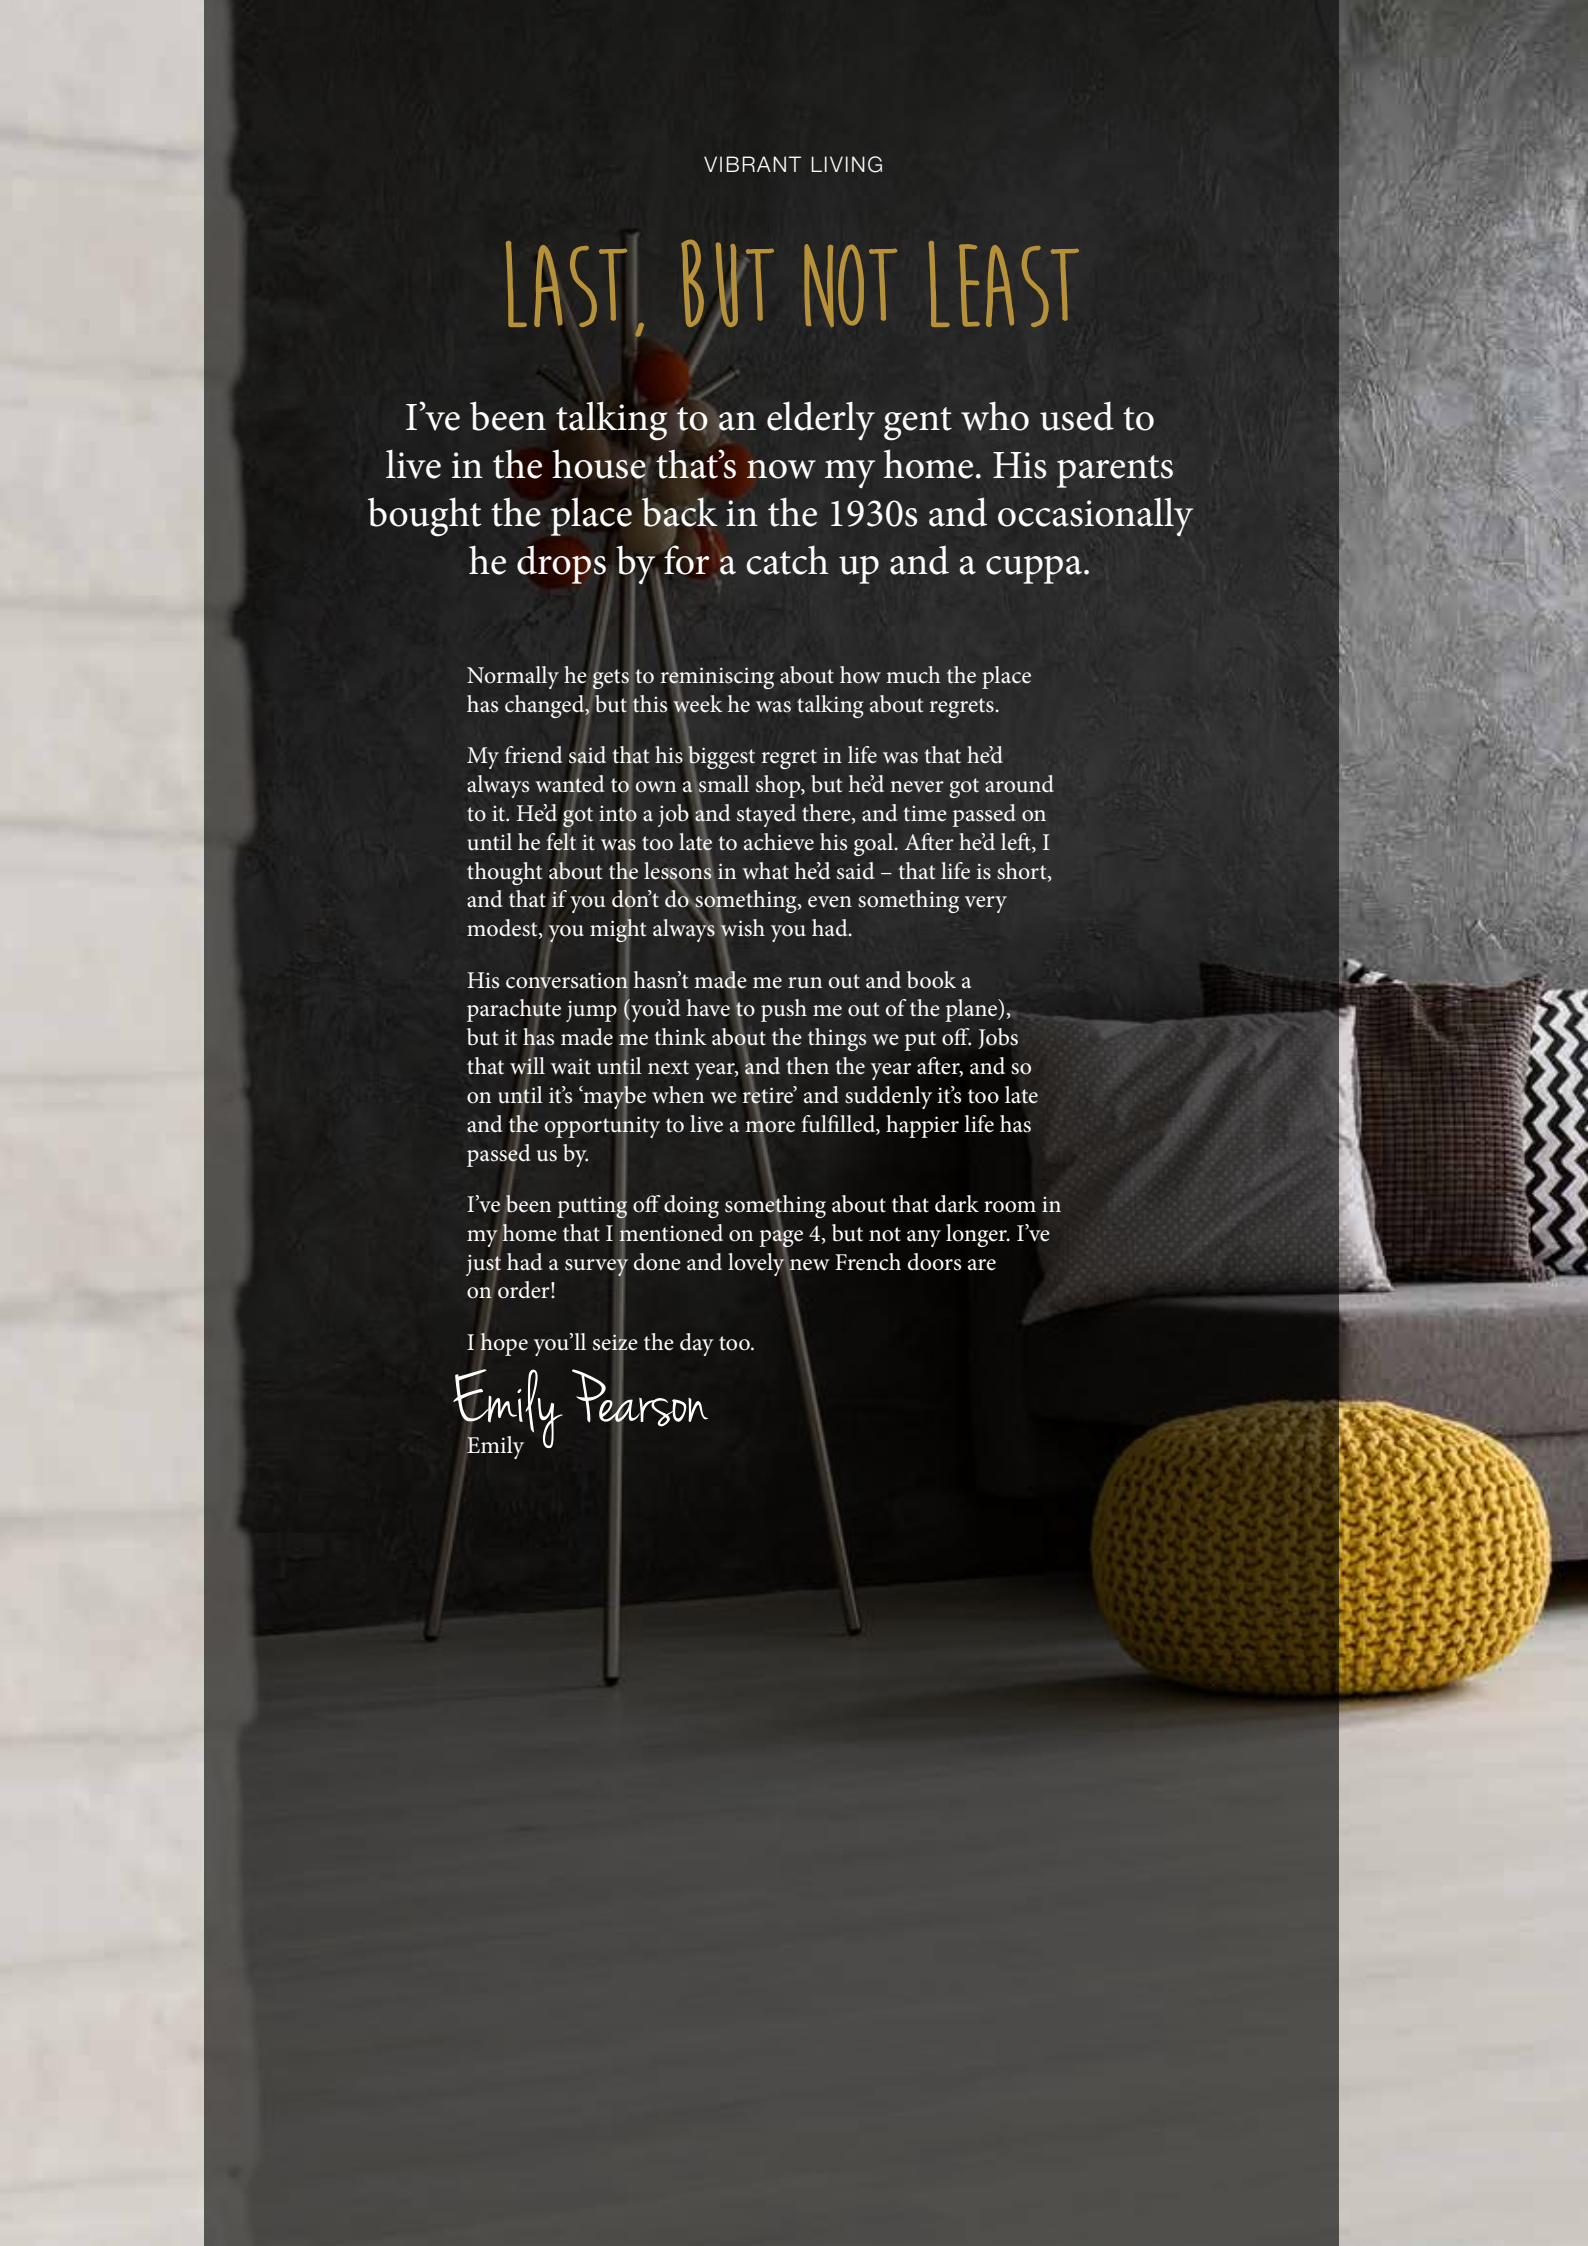 VIBRANT LIVING
LAST, BUT NOT LEAST
I’ve been talking to an elderly gent who used to
live in the house that’s now my home. His parents
bought the place back in the 1930s and occasionally
he drops by for a catch up and a cuppa.
Normally he gets to reminiscing about how much the place
has changed, but this week he was talking about regrets.
My friend said that his biggest regret in life was that he’d
always wanted to own a small shop, but he’d never got around
to it. He’d got into a job and stayed there, and time passed on
until he felt it was too late to achieve his goal. After he’d left, I
thought about the lessons in what he’d said – that life is short,
and that if you don’t do something, even something very
modest, you might always wish you had.
His conversation hasn’t made me run out and book a
parachute jump (you’d have to push me out of the plane),
but it has made me think about the things we put off. Jobs
that will wait until next year, and then the year after, and so
on until it’s ‘maybe when we retire’ and suddenly it’s too late
and the opportunity to live a more fulfilled, happier life has
passed us by.
I’ve been putting off doing something about that dark room in
my home that I mentioned on page 4, but not any longer. I’ve
just had a survey done and lovely new French doors are
on order!
I hope you’ll seize the day too.
Emily Pearson
Emily